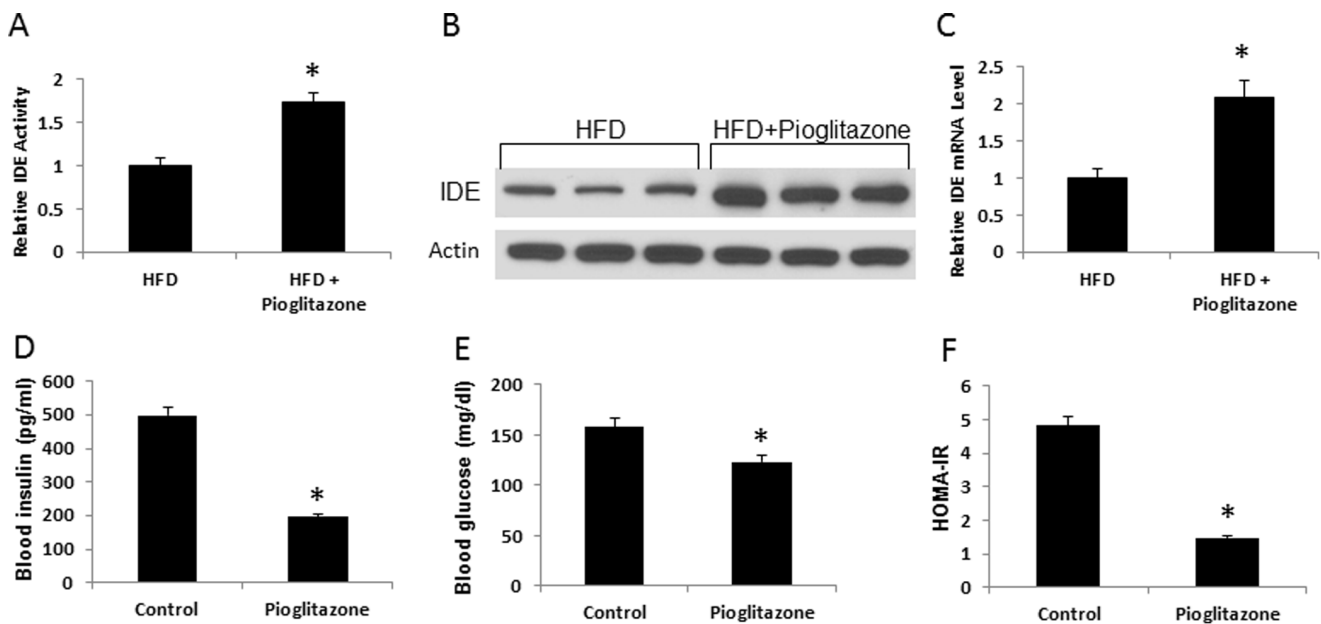 A
Relative IDE Activity
2
1.5
1
0.5
0
*
HFD
HFD +
Pioglitazone
B
HFD
HFD+Pioglitazone
IDE
Actin
C
Relative IDE mRNA Level
2.5
2
1.5
1
0.5
0
*
HFD
HFD +
Pioglitazone
D
Blood insulin (pg/ml)
600
500
400
300
200
100
0
*
Control
Pioglitazone
E
Blood glucose (mg/dl)
200
150
100
50
0
*
Control
Pioglitazone
F
HOMA-IR
6
5
4
3
2
1
0
*
Control
Pioglitazone